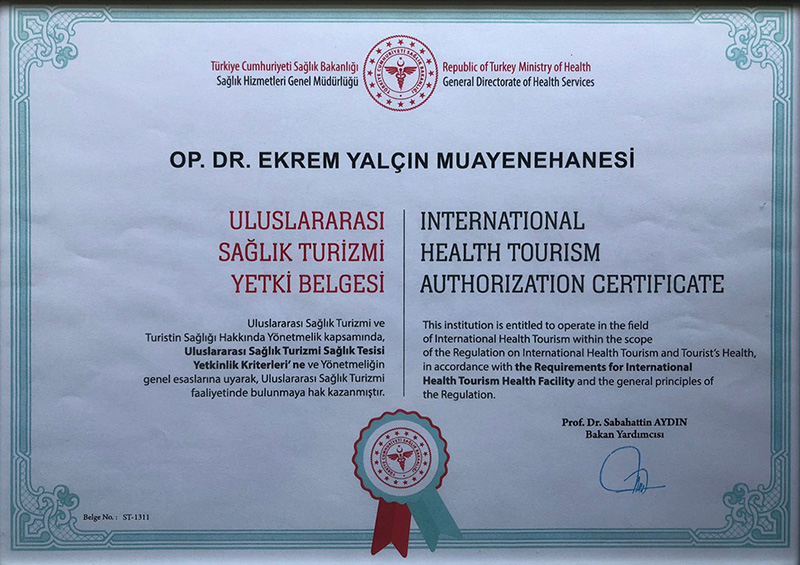 Türkiye Cumhuriyeti Sağlık Bakanlığı
Sağlık Hizmetleri Genel Müdürlüğü
Republic of Turkey Ministry of Health
General Directorate of Health Services
OP. DR. EKREM YALÇIN MUAYENEHANESİ
ULUSLARARASI
SAĞLIK TURİZMİ
YETKİ BELGESİ
INTERNATIONAL
HEALTH TOURISM
AUTHORIZATION CERTIFICATE
Uluslararası Sağlık Turizmi ve
Turistin Sağlığı Hakkında Yönetmelik kapsamında,
Uluslararası Sağlık Turizmi Sağlık Tesisi
Yetkinlik Kriterleri' ne ve Yönetmeliğin
genel esaslarına uyarak, Uluslararası Sağlık Turizmi
faaliyetinde bulunmaya hak kazanmıştır.
This institution is entitled to operate in the field
of International Health Tourism within the scope
of the Regulation on International Health Tourism and Tourist's Health,
in accordance with the Requirements for International
Health Tourism Health Facility and the general principles of
the Regulation.
Prof. Dr. Sabahattin AYDIN
Bakan Yardımcısı
Belge No. : ST-1311